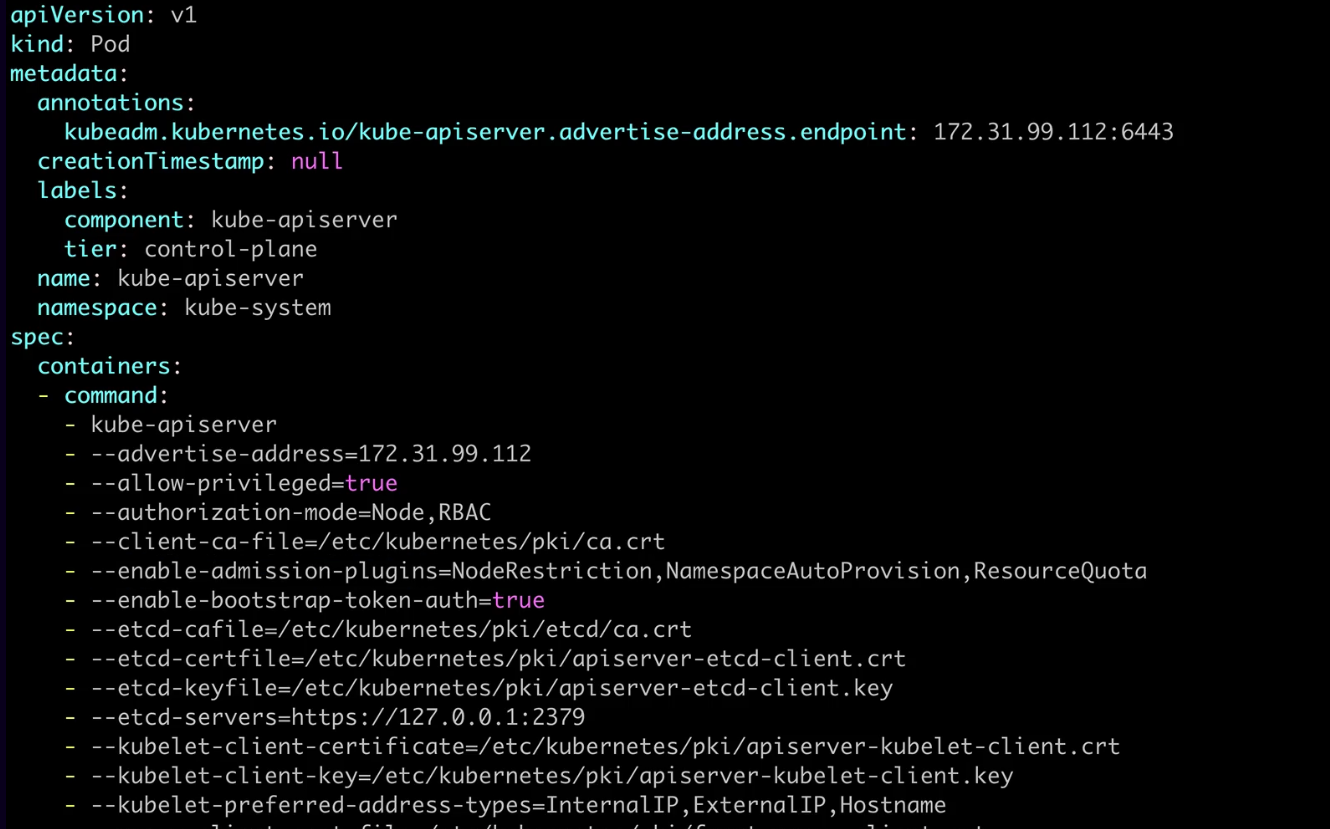 apiVersion: v1
kind: Pod
metadata:
  annotations:
    kubeadm.kubernetes.io/kube-apiserver.advertise-address.endpoint: 172.31.99.112:6443
  creationTimestamp: null
  labels:
    component: kube-apiserver
    tier: control-plane
  name: kube-apiserver
  namespace: kube-system
spec:
  containers:
  - command:
    - kube-apiserver
    - --advertise-address=172.31.99.112
    - --allow-privileged=true
    - --authorization-mode=Node,RBAC
    - --client-ca-file=/etc/kubernetes/pki/ca.crt
    - --enable-admission-plugins=NodeRestriction,NamespaceAutoProvision,ResourceQuota
    - --enable-bootstrap-token-auth=true
    - --etcd-cafile=/etc/kubernetes/pki/etcd/ca.crt
    - --etcd-certfile=/etc/kubernetes/pki/apiserver-etcd-client.crt
    - --etcd-keyfile=/etc/kubernetes/pki/apiserver-etcd-client.key
    - --etcd-servers=https://127.0.0.1:2379
    - --kubelet-client-certificate=/etc/kubernetes/pki/apiserver-kubelet-client.crt
    - --kubelet-client-key=/etc/kubernetes/pki/apiserver-kubelet-client.key
    - --kubelet-preferred-address-types=InternalIP,ExternalIP,Hostname